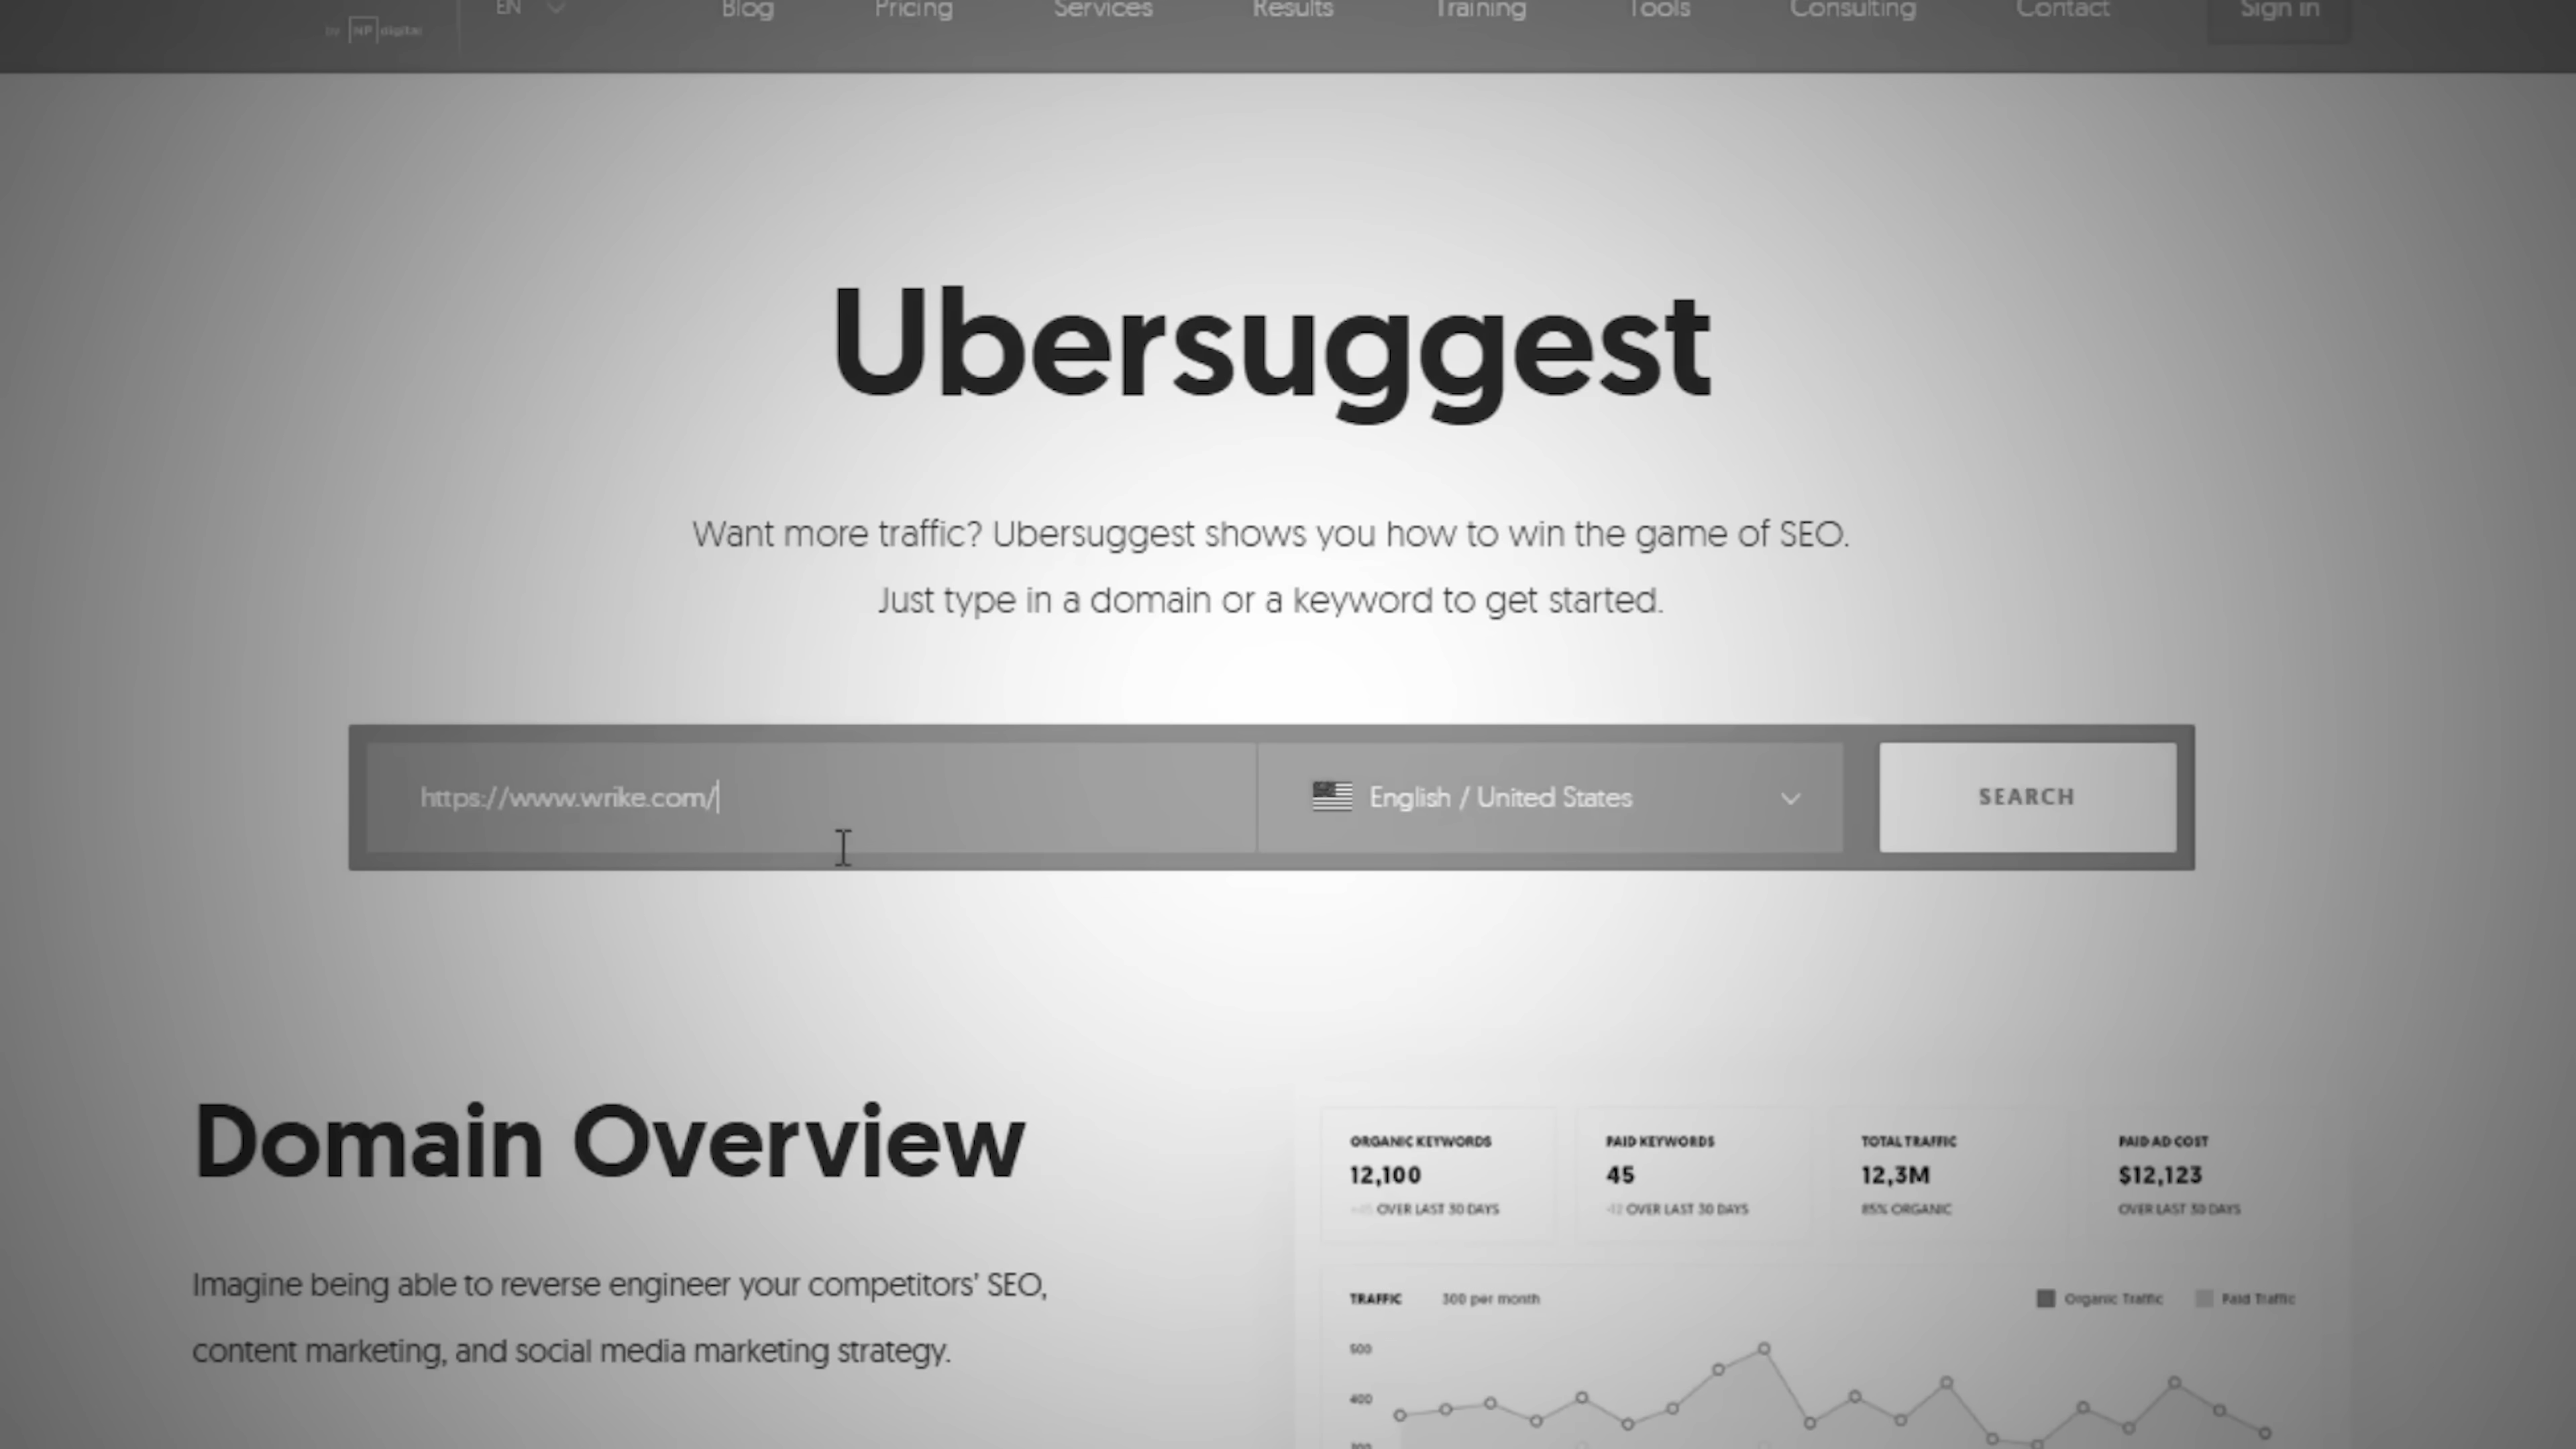 EN Blog Pricing Services Results Training Tools Consulting Contact Sign in
by NP digital
Ubersuggest
Want more traffic? Ubersuggest shows you how to win the game of SEO.
Just type in a domain or a keyword to get started.
https://www.wrike.com/ English / United States SEARCH
Domain Overview
Imagine being able to reverse engineer your competitors' SEO,
content marketing, and social media marketing strategy.
ORGANIC KEYWORDS PAID KEYWORDS TOTAL TRAFFIC PAID AD COST
12,100 45 12,3M $12,123
OVER LAST 30 DAYS OVER LAST 30 DAYS 85% ORGANIC OVER LAST 30 DAYS
TRAFFIC 300 per month Organic Traffic Paid Traffic
500
400
300